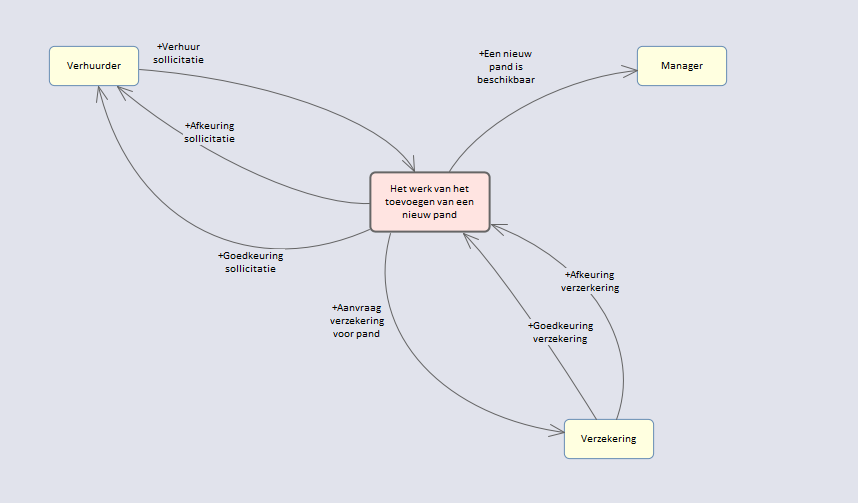 +Verhuur
sollicitatie
Verhuurder
+Een nieuw
pand is
beschikbaar
Manager
+Afkeuring
sollicitatie
Het werk van het
toevoegen van een
nieuw pand
+Goedkeuring
sollicitatie
+Afkeuring
verzerkering
+Aanvraag
verzekering
voor pand
+Goedkeuring
verzekering
Verzekering